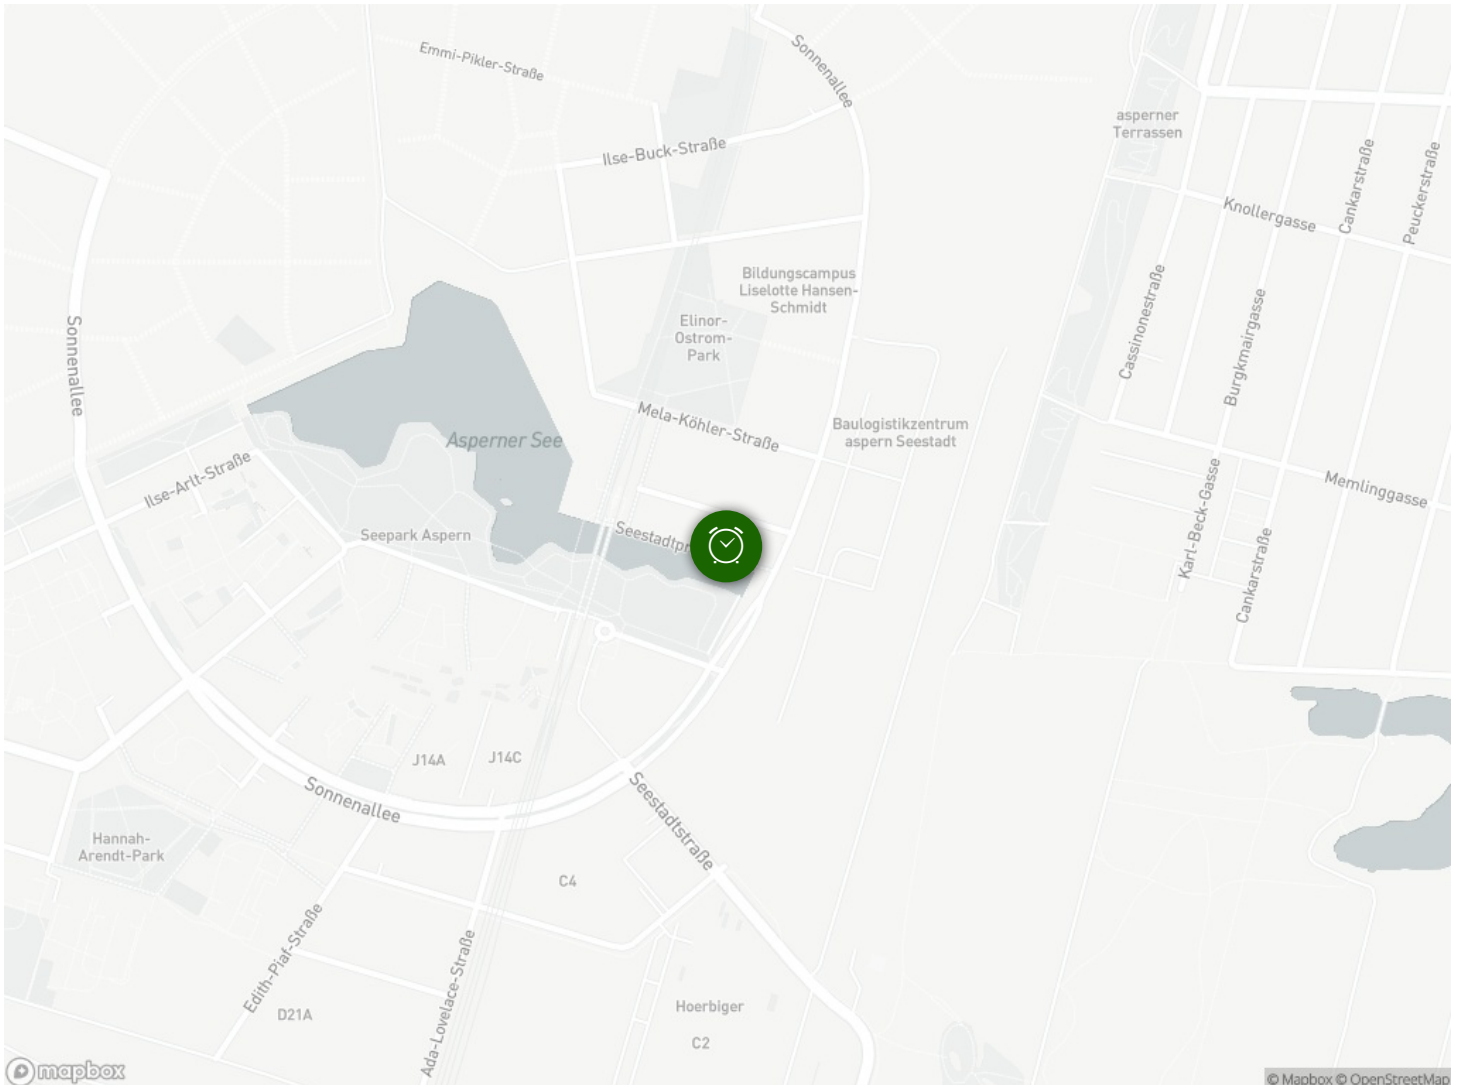 Emmi-Pikler-Straße
Sonnenallee
Ilse-Buck-Straße
asperner
Terrassen
Cankarstraße
Peuckerstraße
Knollergasse
Bildungscampus
Liselotte Hansen-
Schmidt
Elinor-
Ostrom-
Park
Cassinonestraße
Burgkmairgasse
Sonnenallee
Mela-Köhler-Straße
Baulogistikzentrum
aspern Seestadt
Asperner See
Ilse-Arlt-Straße
Memlinggasse
Karl-Beck-Gasse
Seepark Aspern
Seestadtpr
Cankarstraße
J14A
J14C
Sonnenallee
Seestadtstraße
Hannah-
Arendt-Park
C4
Edith-Piaf-Straße
Ada-Lovelace-Straße
Hoerbiger
D21A
C2
mapbox
© Mapbox © OpenStreetMap